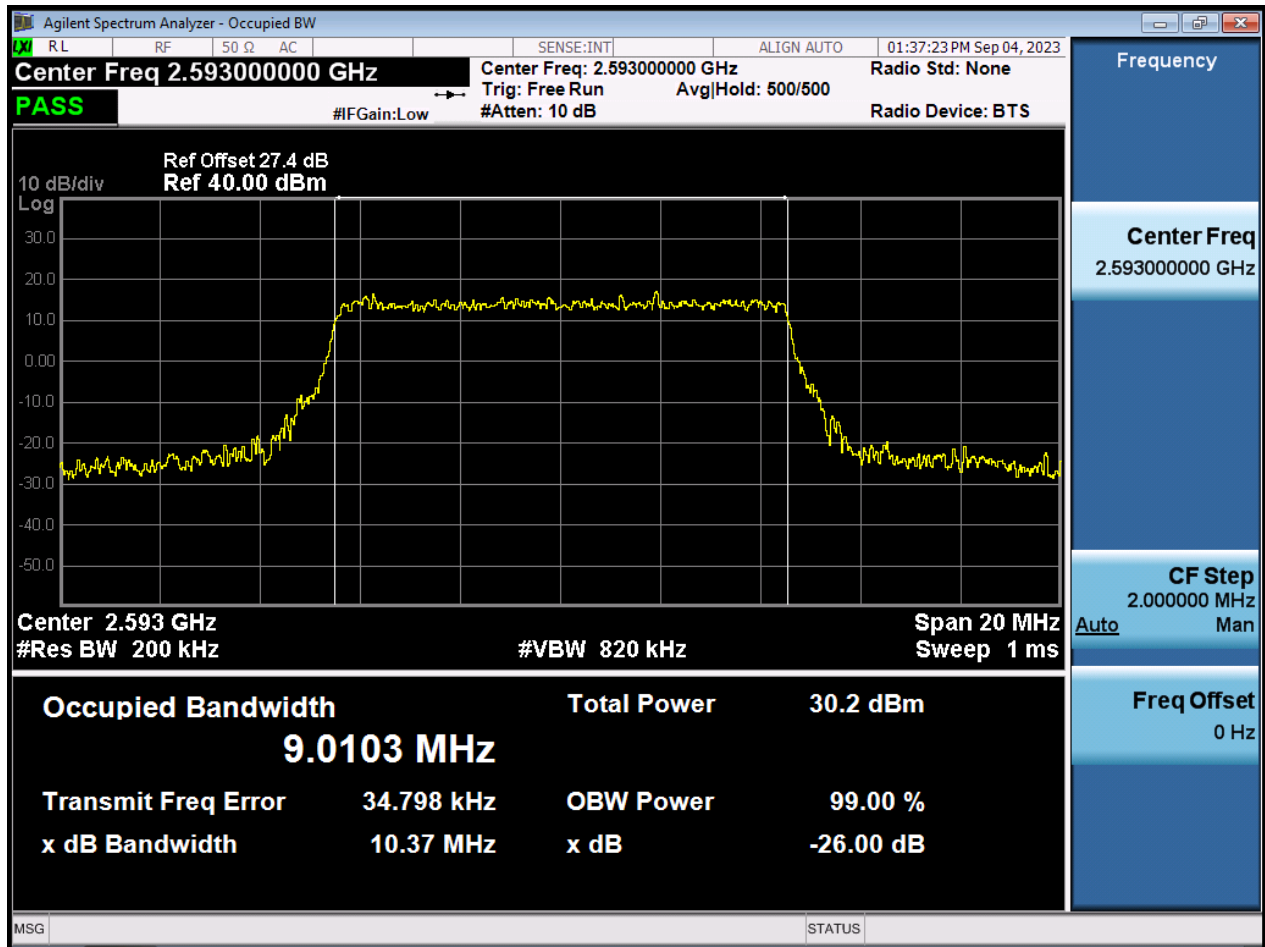 Agilent Spectrum Analyzer - Occupied BW
LXI RL RF 50 Ω AC SENSE:INT ALIGN AUTO 01:37:23 PM Sep 04, 2023
Center Freq 2.593000000 GHz
Center Freq: 2.593000000 GHz Radio Std: None
Trig: Free Run Avg|Hold: 500/500
PASS #IFGain:Low #Atten: 10 dB Radio Device: BTS
Ref Offset 27.4 dB
10 dB/div Ref 40.00 dBm
Log
30.0
20.0
10.0
0.00
-10.0
-20.0
-30.0
-40.0
-50.0
Center 2.593 GHz Span 20 MHz
#Res BW 200 kHz #VBW 820 kHz Sweep 1 ms
Occupied Bandwidth Total Power 30.2 dBm
9.0103 MHz
Transmit Freq Error 34.798 kHz OBW Power 99.00 %
x dB Bandwidth 10.37 MHz x dB -26.00 dB
MSG STATUS
Frequency
Center Freq
2.593000000 GHz
CF Step
2.000000 MHz
Auto Man
Freq Offset
0 Hz